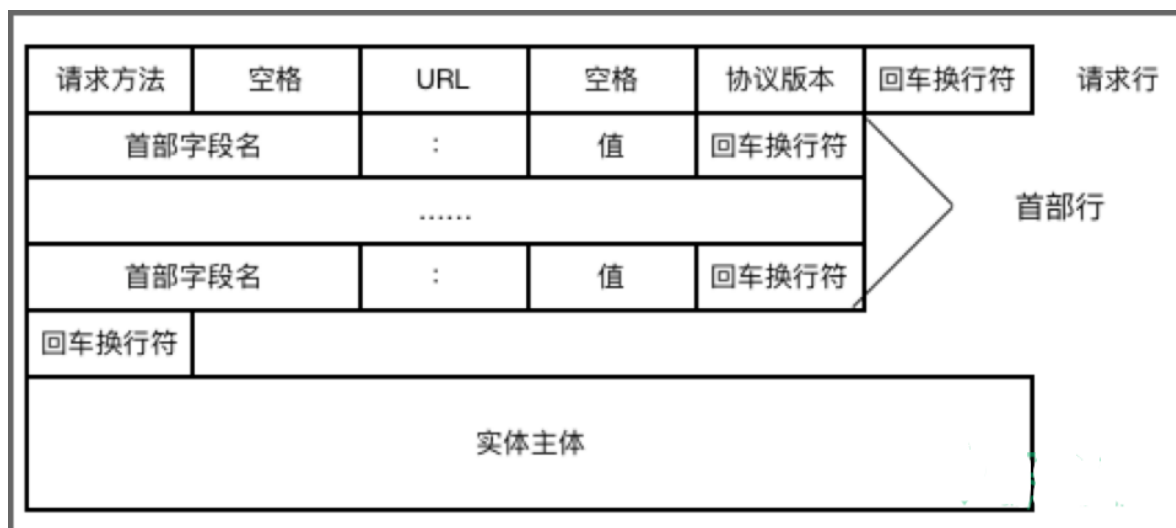 请求方法 空格 URL 空格 协议版本 回车换行符 请求行
首部字段名 : 值 回车换行符
首部行
……
首部字段名 : 值 回车换行符
回车换行符
实体主体